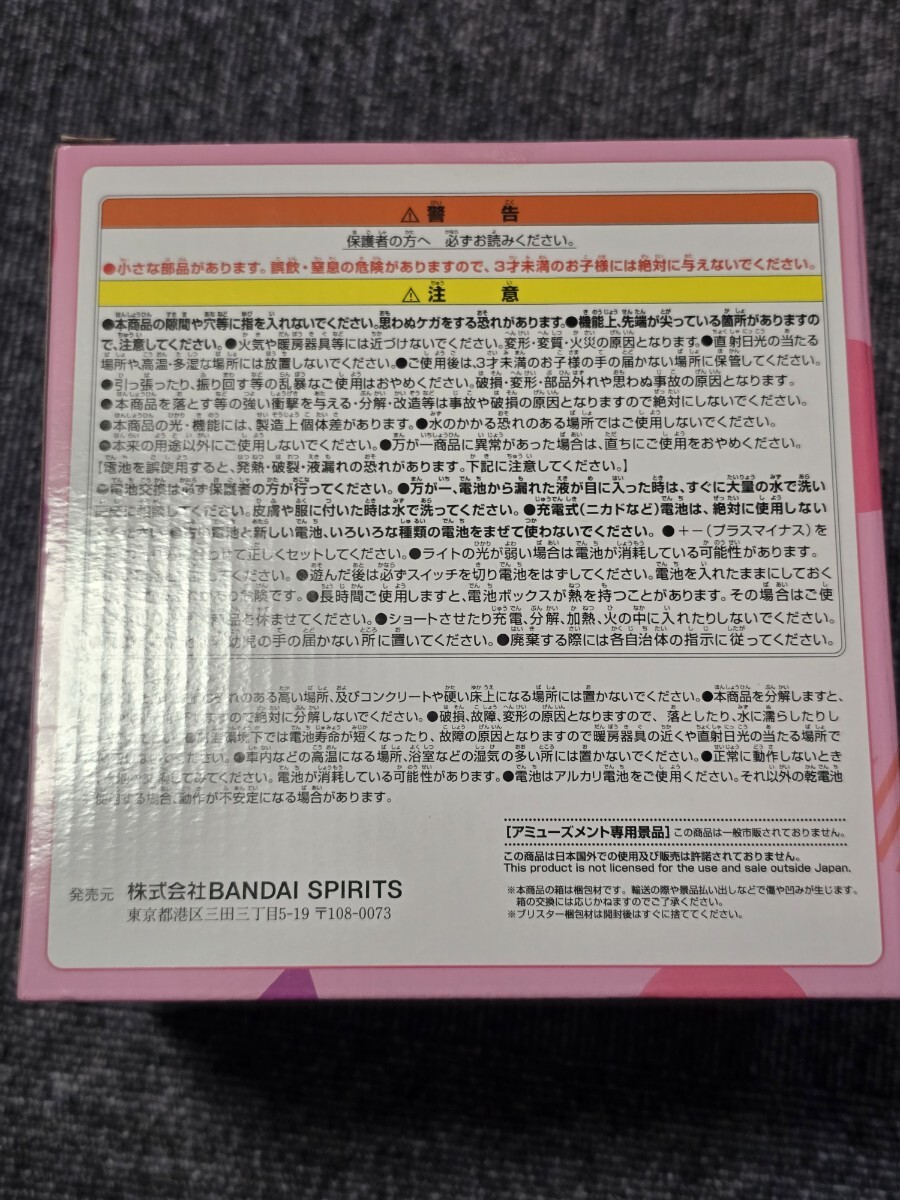 ⚠警 告
保護者の方へ 必ずお読みください。
●小さな部品があります。誤飲・窒息の危険がありますので、3才未満のお子様には絶対に与えないでください。
⚠注 意
●本商品の隙間や穴等に指を入れないでください。思わぬケガをする恐れがあります。●機能上、先端が尖っている箇所がありますの
で、注意してください。●火気や暖房器具等には近づけないでください。変形・変質・火災の原因となります。●直射日光の当たる
場所や高温・多湿な場所には放置しないでください。●ご使用後は、3才未満のお子様の手の届かない場所に保管してください。
●引っ張ったり、振り回す等の乱暴なご使用はおやめください。破損・変形・部品外れや思わぬ事故の原因となります。
●本商品を落とす等の強い衝撃を与える・分解・改造等は事故や破損の原因となりますので絶対にしないでください。
●本商品の光・機能には、製造上個体差があります。●水のかかる恐れのある場所ではご使用しないでください。
●本来の用途以外にご使用しないでください。●万が一商品に異常があった場合は、直ちにご使用をおやめください。
【電池を誤使用すると、発熱・破裂・液漏れの恐れがあります。下記に注意してください。】
●電池交換は必ず保護者の方が行ってください。●万が一、電池から漏れた液が目に入った時は、すぐに大量の水で洗い
に相談してください。皮膚や服に付いた時は水で洗ってください。●充電式(ニカドなど)電池は、絶対に使用しない
●古い電池と新しい電池、いろいろな種類の電池をまぜて使わないでください。●+−(プラスマイナス)を
って正しくセットしてください。●ライトの光が弱い場合は電池が消耗している可能性があります。
してください。●遊んだ後は必ずスイッチを切り電池をはずしてください。電池を入れたままにしておく
り危険です。●長時間ご使用しますと、電池ボックスが熱を持つことがあります。その場合はご使
品を休ませてください。●ショートさせたり充電、分解、加熱、火の中に入れたりしないでください。
幼児の手の届かない所に置いてください。●廃棄する際には各自治体の指示に従ってください。
れのある高い場所、及びコンクリートや硬い床上になる場所には置かないでください。●本商品を分解しますと、
すので絶対に分解しないでください。●破損、故障、変形の原因となりますので、落としたり、水に濡らしたりし
環境下では電池寿命が短くなったり、故障の原因となりますので暖房器具の近くや直射日光の当たる場所で
ください。●車内などの高温になる場所、浴室などの湿気の多い所には置かないでください。●正常に動作しないとき
してみてください。電池が消耗している可能性があります。●電池はアルカリ電池をご使用ください。それ以外の乾電池
使用する場合、動作が不安定になる場合があります。
【アミューズメント専用景品】この商品は一般市販されておりません。
この商品は日本国外での使用及び販売は許諾されておりません。
This product is not licensed for the use and sale outside Japan.
発売元 株式会社BANDAI SPIRITS
東京都港区三田三丁目5-19 〒108-0073
※本商品の箱は梱包材です。輸送の際や景品払い出しなどで傷や凹みが生じます。
箱の交換には応じかねますのでご了承ください。
※ブリスター梱包材は開封後はすぐに捨ててください。